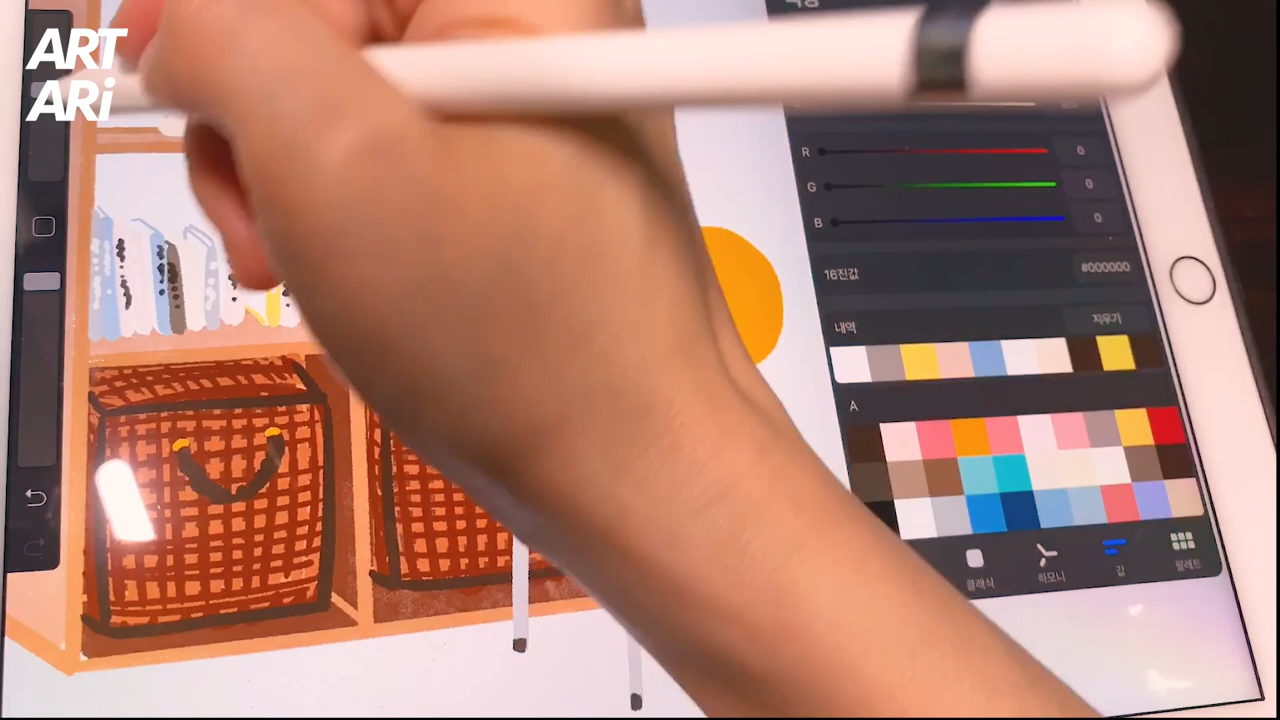 ART
ARi
R 0
G 0
B 0
16진값 #000000
내역 지우기
A
클래식 하모니 값 팔레트